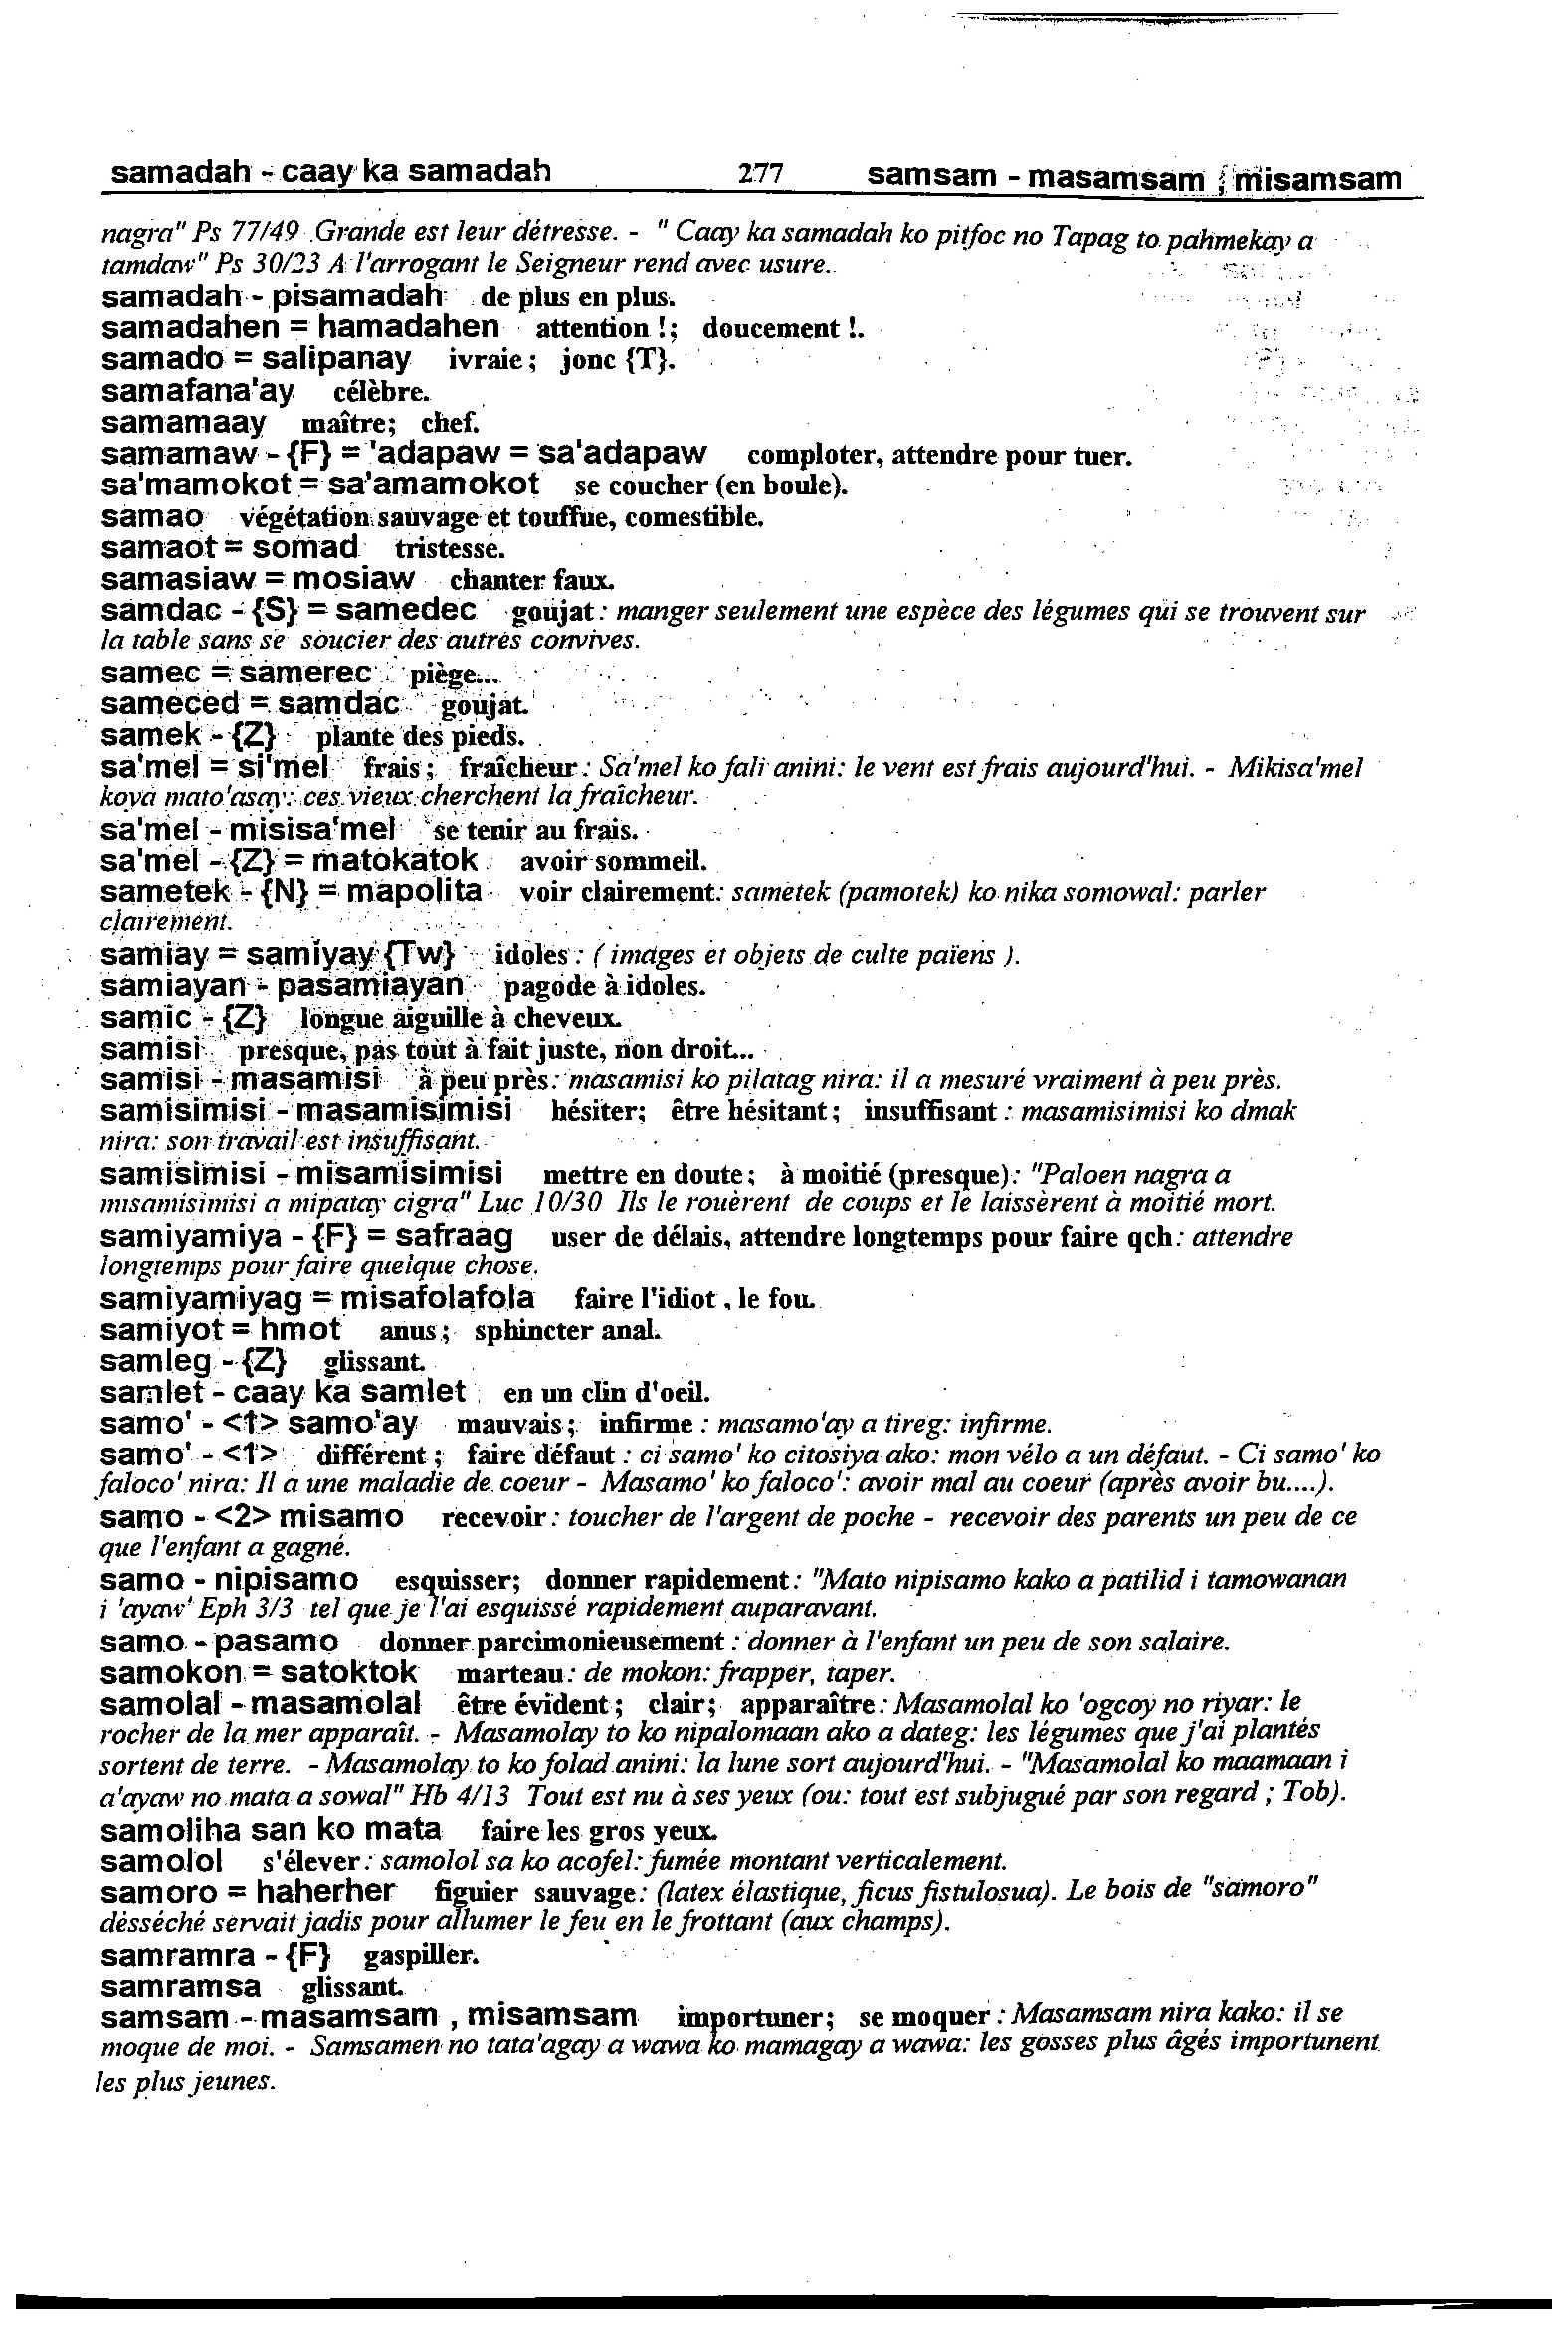 samadah - caay ka samadah 277 samsam - masamsam , misamsam
nagra" Ps 77/49 Grande est leur détresse. - " Caay ka samadah ko pitfoc no Tapag to pahmekay a
tamdaw" Ps 30/23 A l'arrogant le Seigneur rend avec usure.
samadah - pisamadah de plus en plus.
samadahen = hamadahen attention !; doucement !.
samado = salipanay ivraie ; jonc {T}.
samafana'ay célèbre.
samamaay maître; chef.
samamaw - {F} = 'adapaw = sa'adapaw comploter, attendre pour tuer.
sa'mamokot = sa'amamokot se coucher (en boule).
samao végétation sauvage et touffue, comestible.
samaot = somad tristesse.
samasiaw = mosiaw chanter faux.
samdac - {S} = samedec goujat : manger seulement une espèce des légumes qui se trouvent sur
la table sans se soucier des autres convives.
samec = samerec piège...
sameced = samdac goujat.
samek - {Z} plante des pieds.
sa'mel = si'mel frais ; fraîcheur : Sa'mel ko fali anini: le vent est frais aujourd'hui. - Mikisa'mel
koya mato'asay: ces vieux cherchent la fraîcheur.
sa'mel - misisa'mel se tenir au frais.
sa'mel - {Z} = matokatok avoir sommeil.
sametek - {N} = mapolita voir clairement: sametek (pamotek) ko nika somowal: parler
clairement.
samiay = samiyay {Tw} idoles : ( images et objets de culte païens ).
samiayan - pasamiayan pagode à idoles.
samic - {Z} longue aiguille à cheveux.
samisi presque, pas tout à fait juste, non droit...
samisi - masamisi à peu près: masamisi ko pilatag nira: il a mesuré vraiment à peu près.
samisimisi - masamisimisi hésiter; être hésitant ; insuffisant : masamisimisi ko dmak
nira: son travail est insuffisant.
samisimisi - misamisimisi mettre en doute ; à moitié (presque): "Paloen nagra a
misamisimisi a mipatay cigra" Luc 10/30 Ils le rouèrent de coups et le laissèrent à moitié mort.
samiyamiya - {F} = safraag user de délais, attendre longtemps pour faire qch: attendre
longtemps pour faire quelque chose.
samiyamiyag = misafolafola faire l'idiot , le fou.
samiyot = hmot anus ; sphincter anal.
samleg - {Z} glissant.
samlet - caay ka samlet en un clin d'oeil.
samo' - <1> samo'ay mauvais ; infirme : masamo'ay a tireg: infirme.
samo' - <1> différent ; faire défaut : ci samo' ko citosiya ako: mon vélo a un défaut. - Ci samo' ko
faloco' nira: Il a une maladie de coeur - Masamo' ko faloco': avoir mal au coeur (après avoir bu....).
samo - <2> misamo recevoir : toucher de l'argent de poche - recevoir des parents un peu de ce
que l'enfant a gagné.
samo - nipisamo esquisser; donner rapidement : "Mato nipisamo kako a patilid i tamowanan
i 'ayaw' Eph 3/3 tel que je l'ai esquissé rapidement auparavant.
samo - pasamo donner parcimonieusement : donner à l'enfant un peu de son salaire.
samokon = satoktok marteau : de mokon: frapper, taper.
samolal - masamolal être évident ; clair ; apparaître : Masamolal ko 'ogcoy no riyar: le
rocher de la mer apparaît. - Masamolay to ko nipalomaan ako a dateg: les légumes que j'ai plantés
sortent de terre. - Masamolay to ko folad anini: la lune sort aujourd'hui. - "Masamolal ko maamaan i
a'ayaw no mata a sowal" Hb 4/13 Tout est nu à ses yeux (ou: tout est subjugué par son regard ; Tob).
samoliha san ko mata faire les gros yeux.
samolol s'élever : samolol sa ko acofel: fumée montant verticalement.
samoro = haherher figuier sauvage: (latex élastique, ficus fistulosua). Le bois de "samoro"
désséché servait jadis pour allumer le feu en le frottant (aux champs).
samramra - {F} gaspiller.
samramsa glissant.
samsam - masamsam , misamsam importuner; se moquer : Masamsam nira kako: il se
moque de moi. - Samsamen no tata'agay a wawa ko mamagay a wawa: les gosses plus âgés importunent
les plus jeunes.